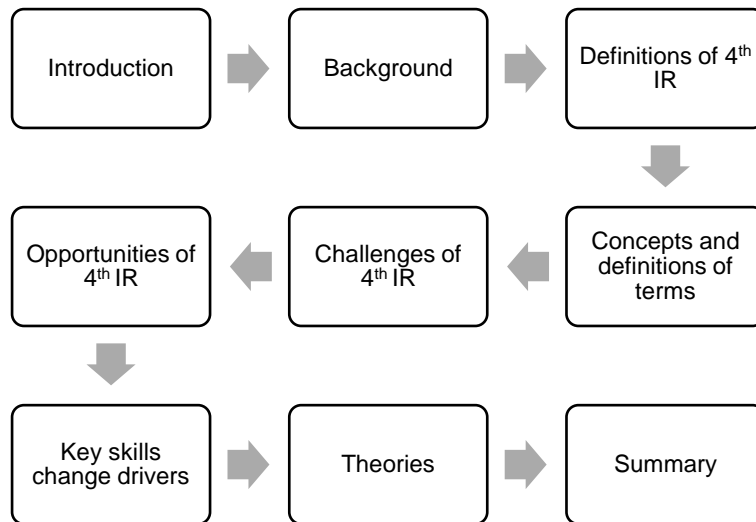 Introduction
Background
Definitions of 4th
IR
Concepts and
definitions of
terms
Challenges of
4th IR
Opportunities of
4th IR
Key skills
change drivers
Theories
Summary